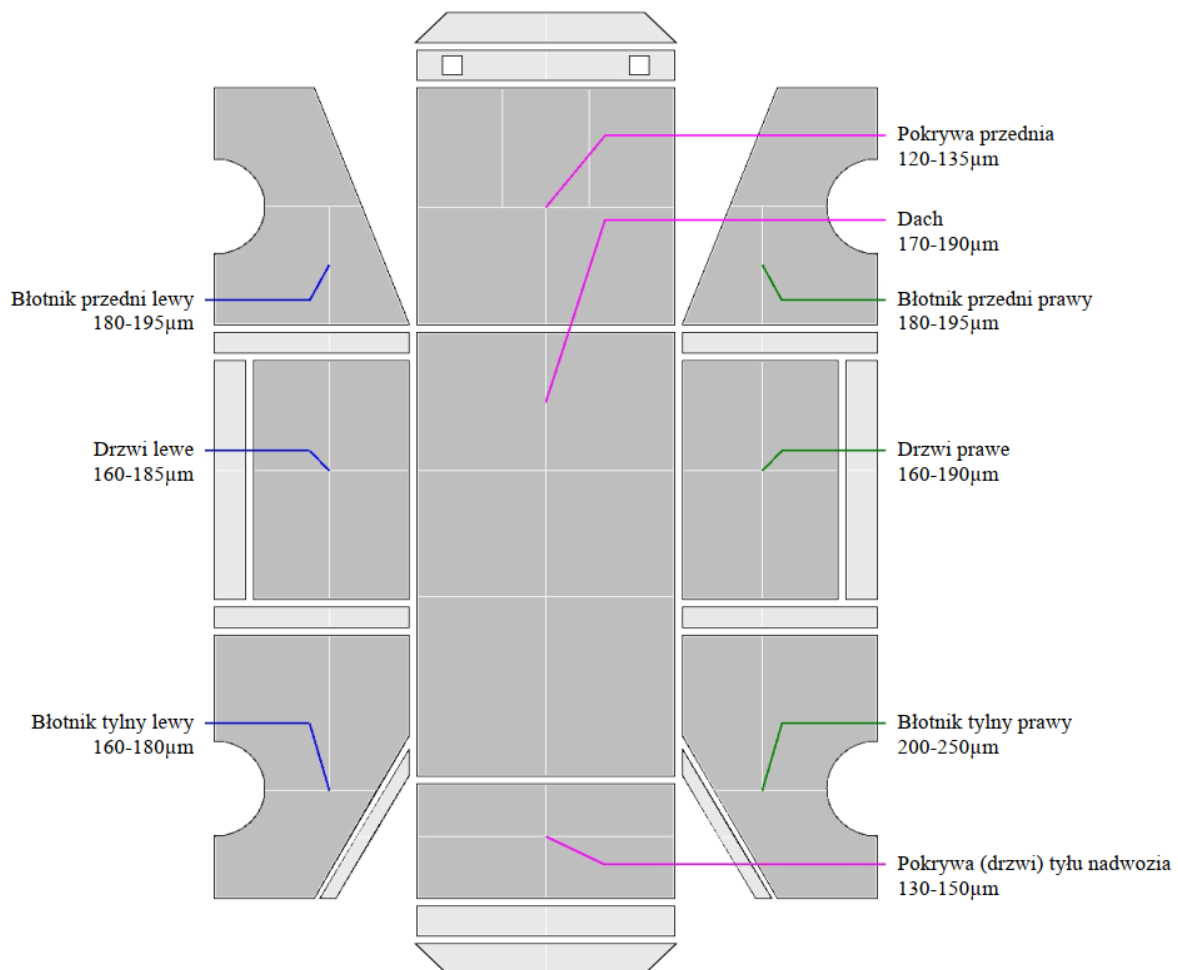 Pokrywa przednia
120-135µm
Dach
170-190µm
Błotnik przedni lewy
180-195µm
Błotnik przedni prawy
180-195µm
Drzwi lewe
160-185µm
Drzwi prawe
160-190µm
Błotnik tylny lewy
160-180µm
Błotnik tylny prawy
200-250µm
Pokrywa (drzwi) tyłu nadwozia
130-150µm